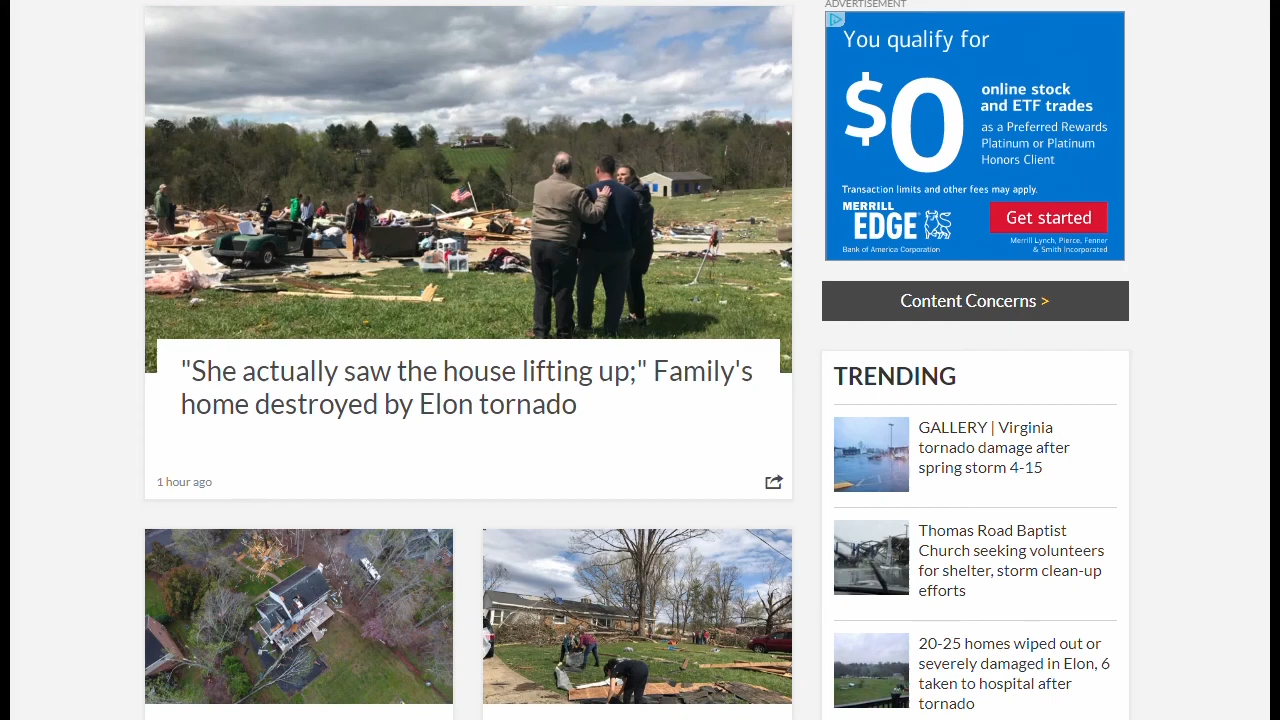 "She actually saw the house lifting up;" Family's
home destroyed by Elon tornado
1 hour ago
ADVERTISEMENT
You qualify for
$0
online stock
and ETF trades
as a Preferred Rewards
Platinum or Platinum
Honors Client
Transaction limits and other fees may apply.
MERRILL
EDGE
Bank of America Corporation
Get started
Merrill Lynch, Pierce, Fenner
& Smith Incorporated
Content Concerns >
TRENDING
GALLERY | Virginia
tornado damage after
spring storm 4-15
Thomas Road Baptist
Church seeking volunteers
for shelter, storm clean-up
efforts
20-25 homes wiped out or
severely damaged in Elon, 6
taken to hospital after
tornado